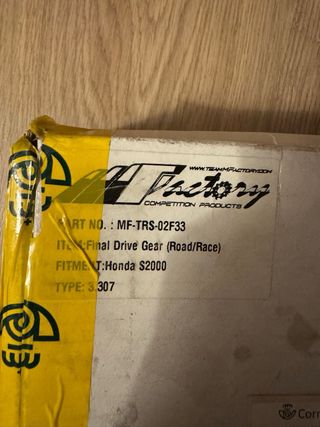 WWW.TEAMMFACTORY.COM
MFactory
COMPETITION PRODUCTS
PART NO. : MF-TRS-02F33
ITEM:Final Drive Gear (Road/Race)
FITMENT:Honda S2000
TYPE: 3.307